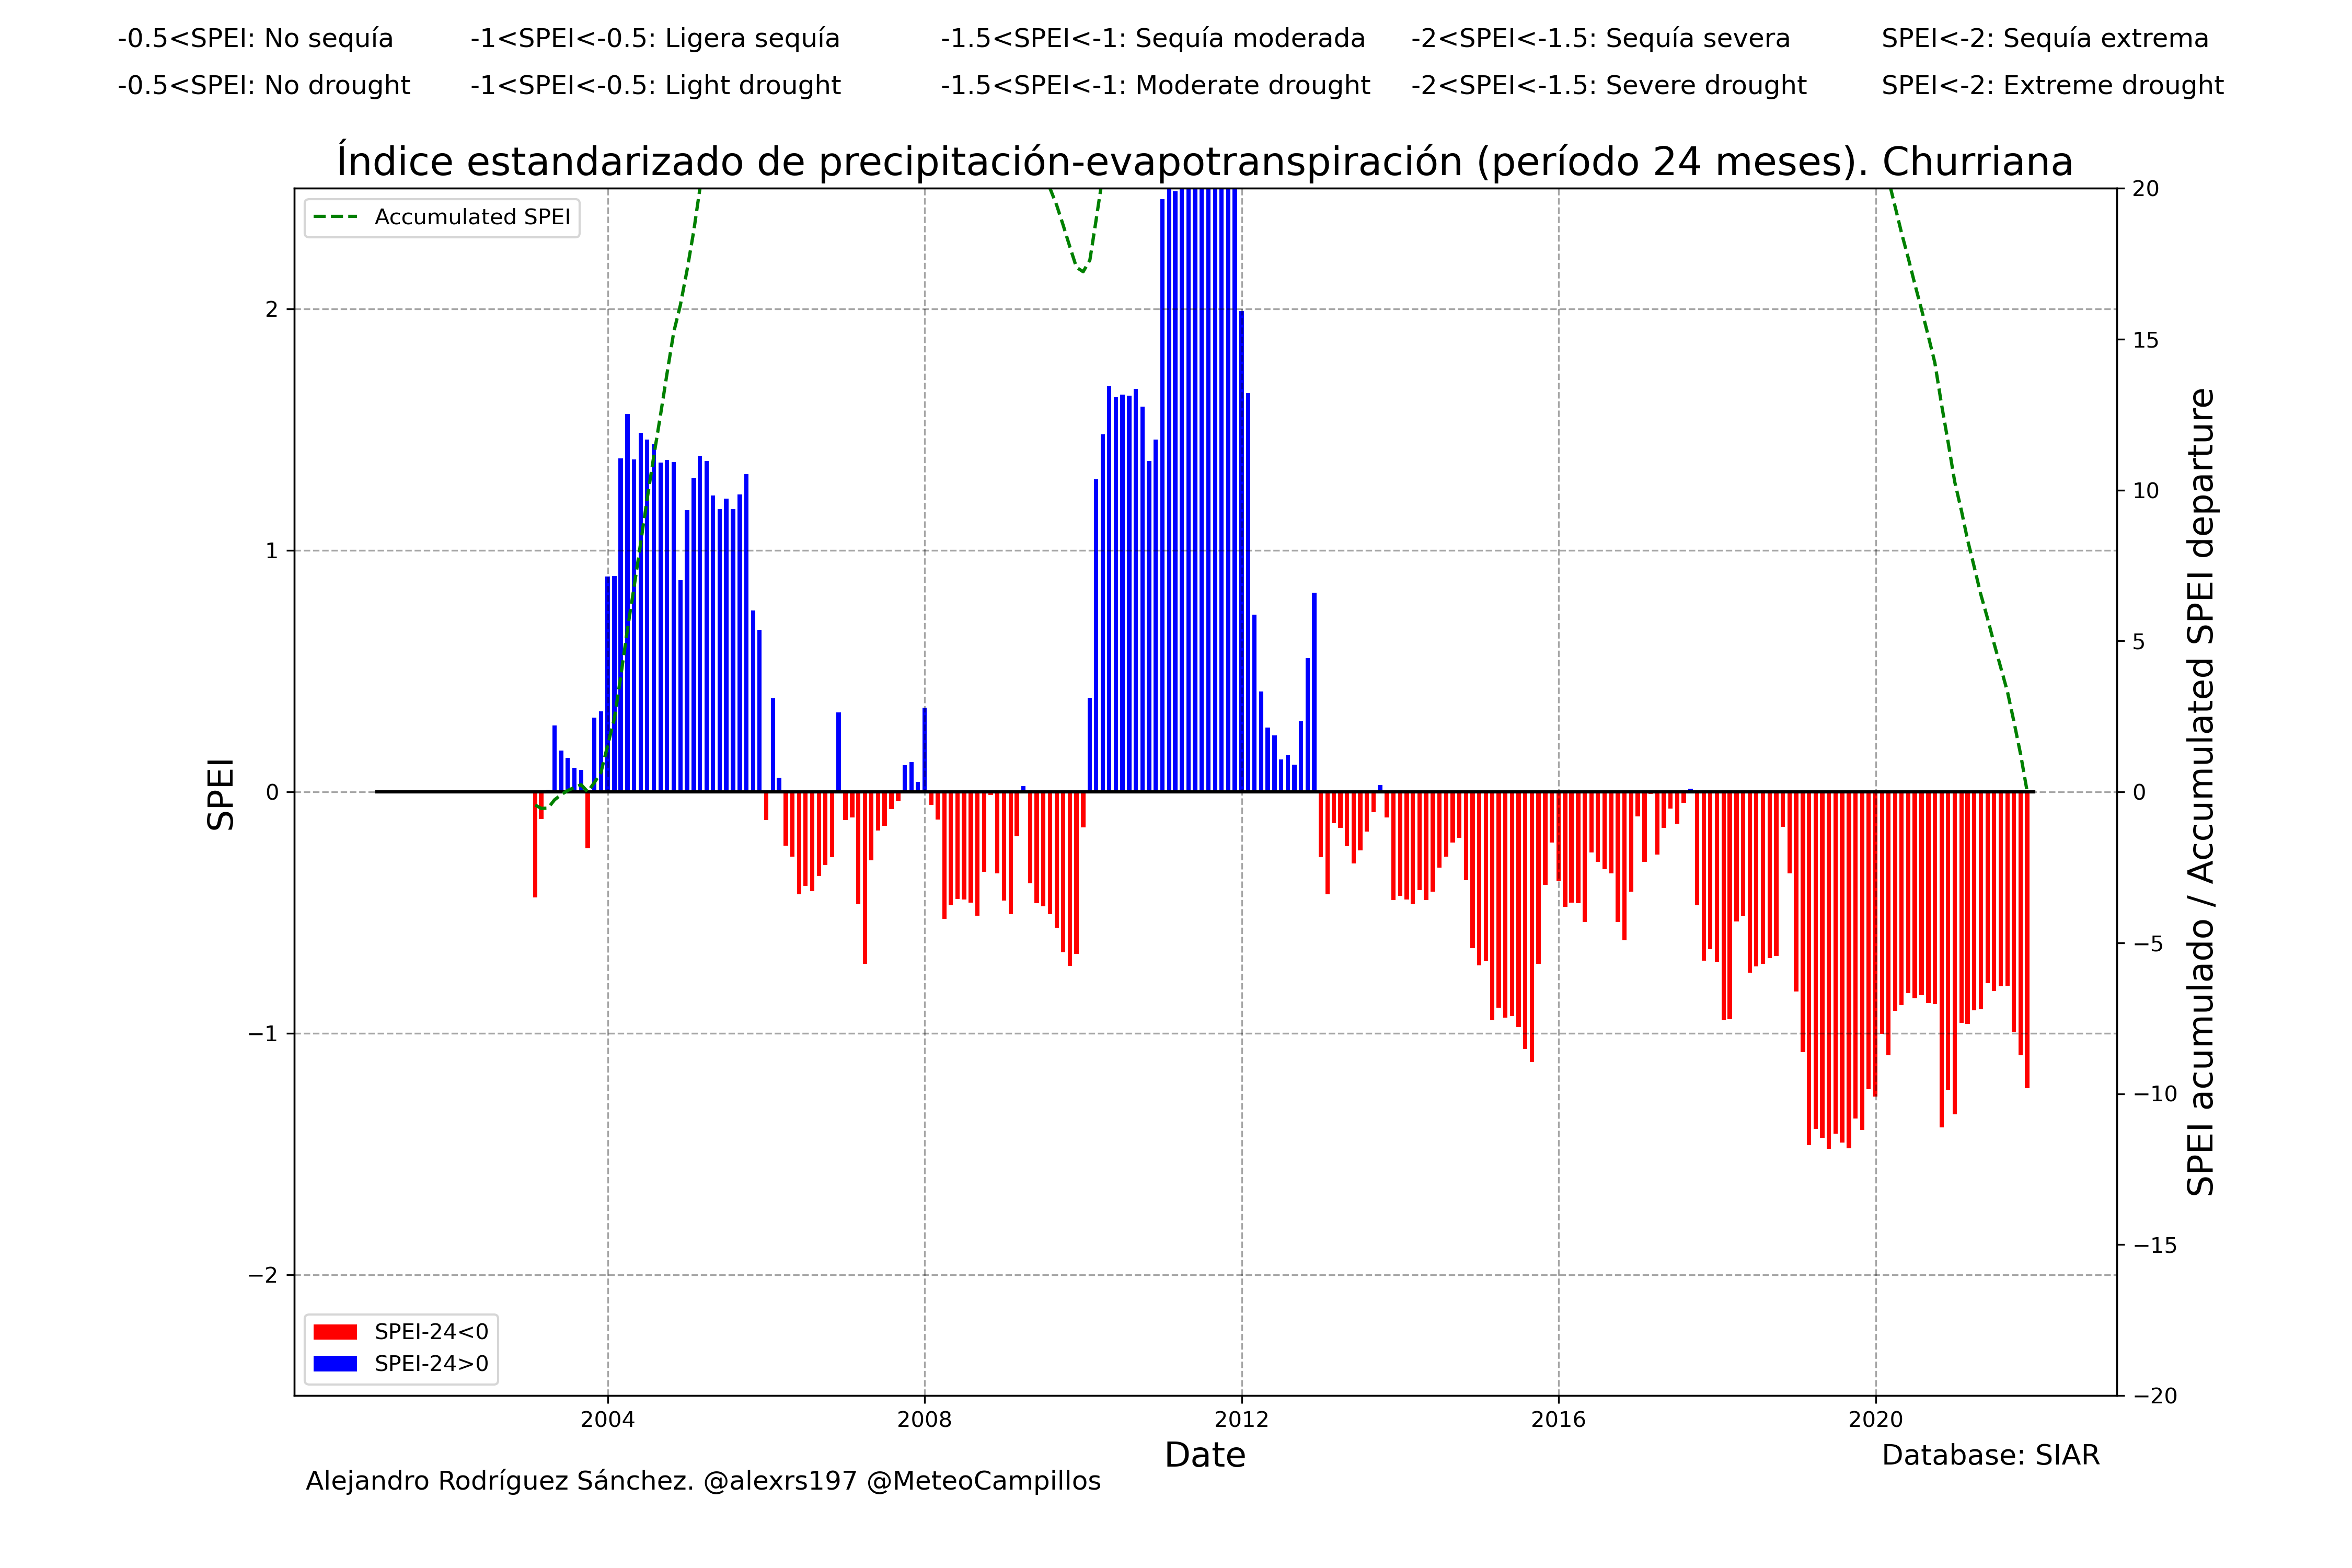 -0.5<SPEI: No sequía -1<SPEI<-0.5: Ligera sequía -1.5<SPEI<-1: Sequía moderada -2<SPEI<-1.5: Sequía severa SPEI<-2: Sequía extrema
-0.5<SPEI: No drought -1<SPEI<-0.5: Light drought -1.5<SPEI<-1: Moderate drought -2<SPEI<-1.5: Severe drought SPEI<-2: Extreme drought
Índice estandarizado de precipitación-evapotranspiración (período 24 meses). Churriana
Accumulated SPEI
SPEI
2
1
0
−1
−2
20
15
10
5
0
−5
−10
−15
−20
SPEI acumulado / Accumulated SPEI departure
SPEI-24<0
SPEI-24>0
2004 2008 2012 2016 2020
Date
Database: SIAR
Alejandro Rodríguez Sánchez. @alexrs197 @MeteoCampillos